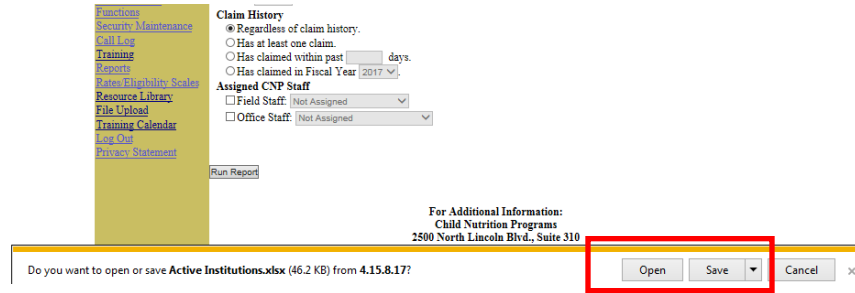 Functions
Security Maintenance
Call Log
Training
Reports
Rates/Eligibility Scales
Resource Library
File Upload
Training Calendar
Log Out
Privacy Statement
Claim History
Regardless of claim history.
Has at least one claim.
Has claimed within past days.
Has claimed in Fiscal Year 2017 .
Assigned CNP Staff
Field Staff: Not Assigned
Office Staff: Not Assigned
Run Report
For Additional Information:
Child Nutrition Programs
2500 North Lincoln Blvd., Suite 310
Do you want to open or save Active Institutions.xlsx (46.2 KB) from 4.15.8.17?
Open Save Cancel ×